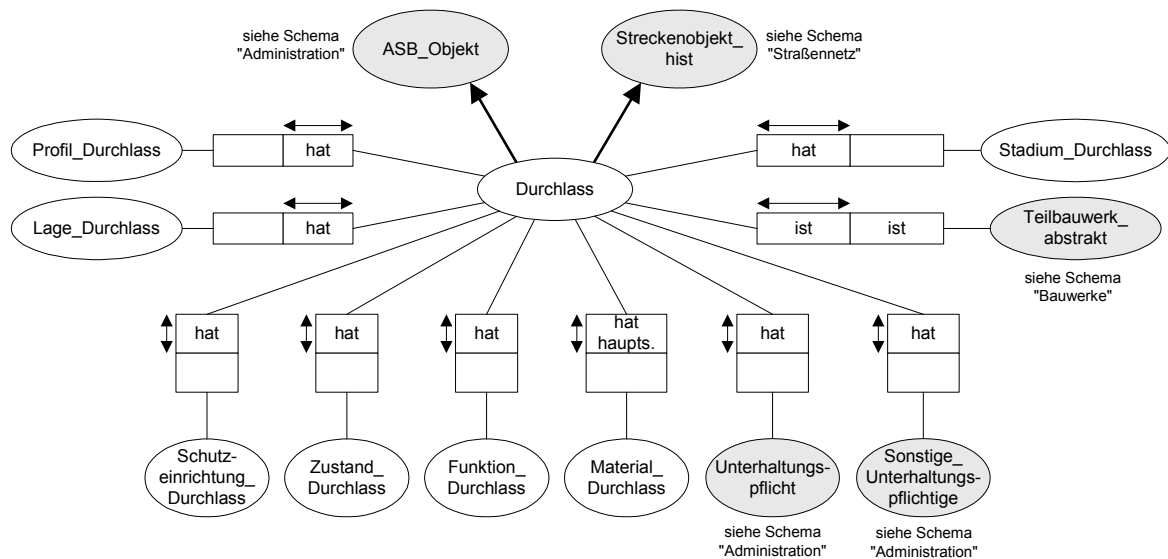 siehe Schema
"Administration"
ASB_Objekt
Streckenobjekt_
hist
siehe Schema
"Straßennetz"
Profil_Durchlass
hat
hat
Stadium_Durchlass
Durchlass
Lage_Durchlass
hat
ist
ist
Teilbauwerk_
abstrakt
siehe Schema
"Bauwerke"
hat
hat
hat
hat
haupts.
hat
hat
Schutz-
einrichtung_
Durchlass
Zustand_
Durchlass
Funktion_
Durchlass
Material_
Durchlass
Unterhaltungs-
pflicht
Sonstige_
Unterhaltungs-
pflichtige
siehe Schema
"Administration"
siehe Schema
"Administration"